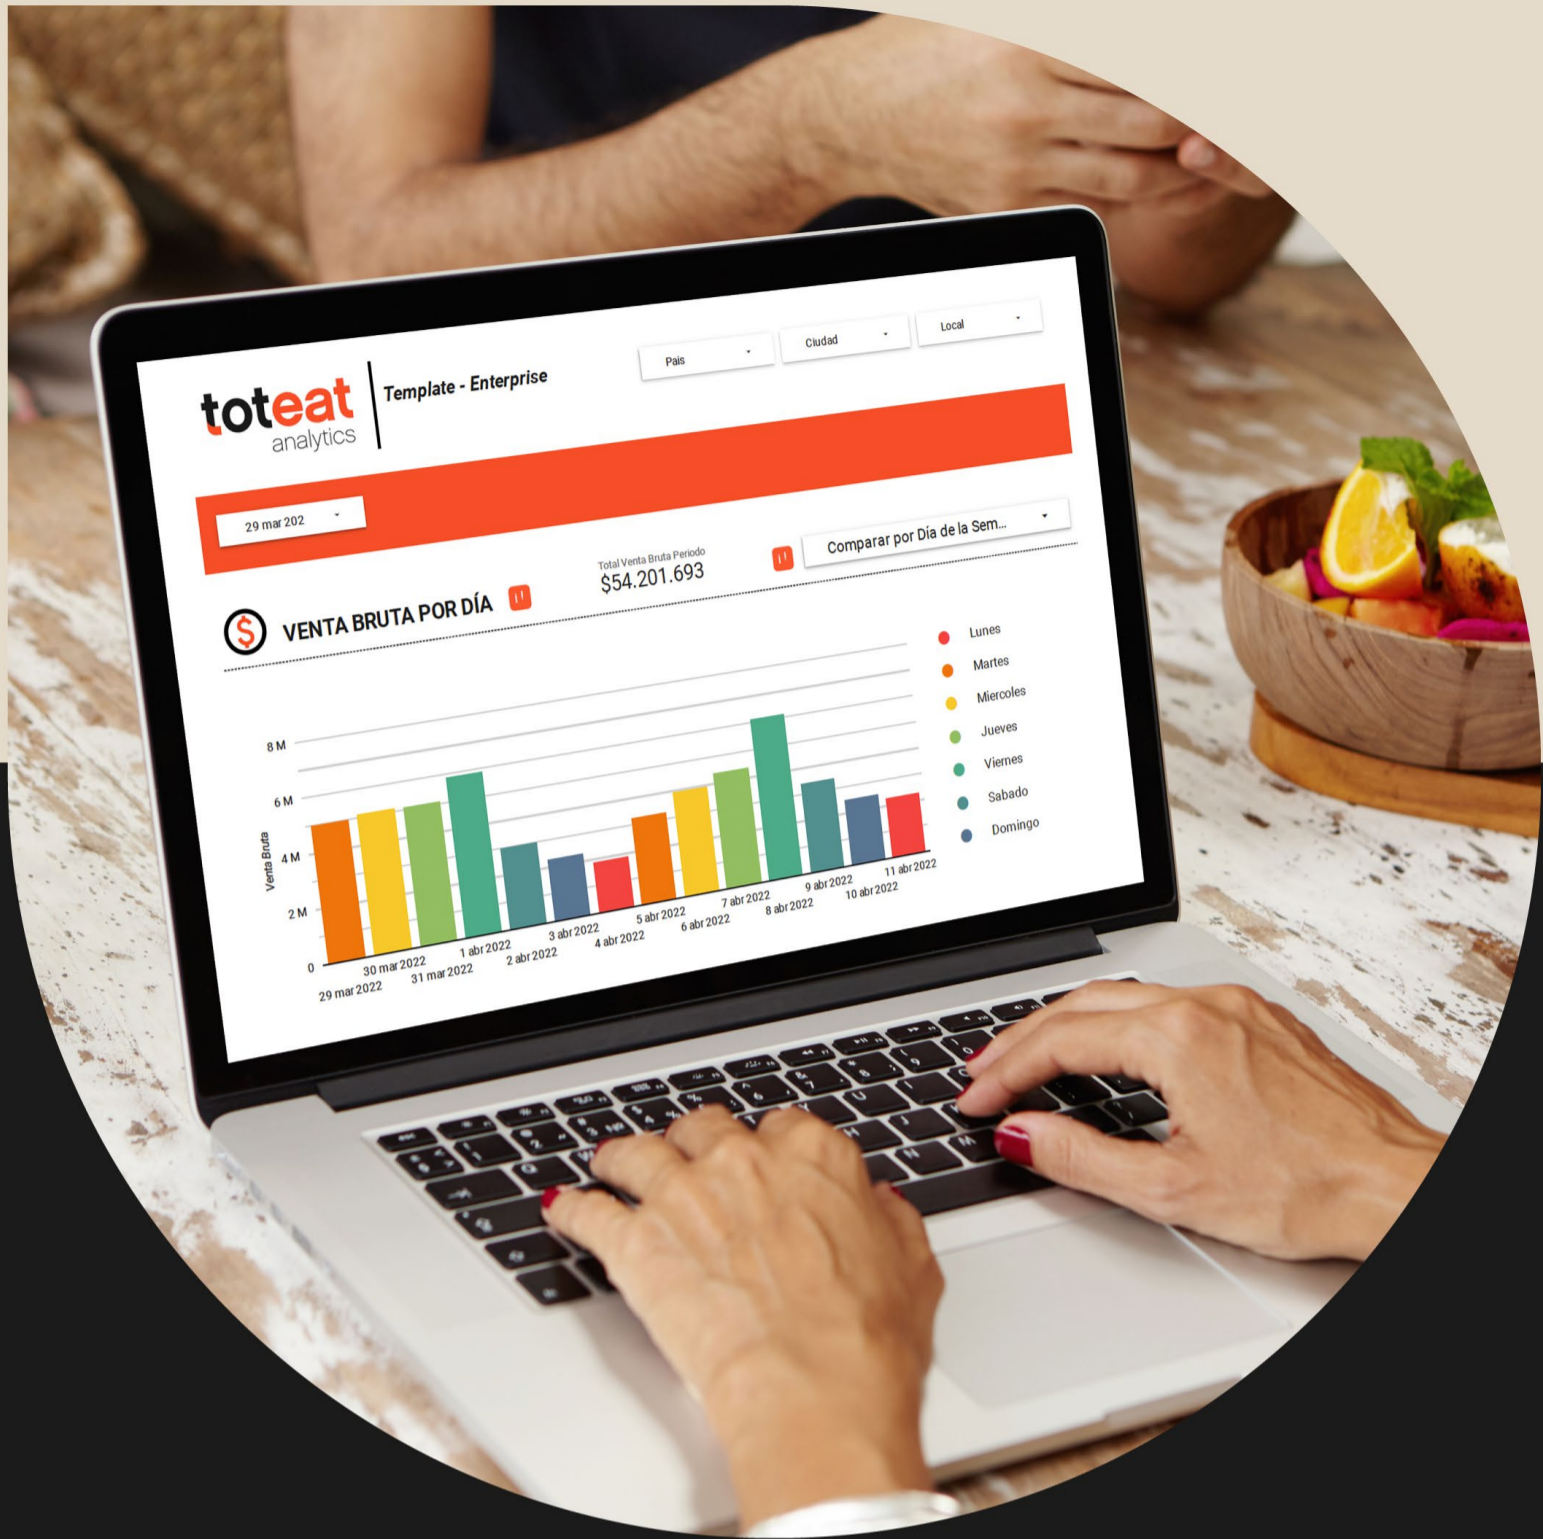 toteat
analytics
Template - Enterprise
Pais
Ciudad
Local
29 mar 202
VENTA BRUTA POR DÍA
Total Venta Bruta Periodo
$54.201.693
Comparar por Día de la Sem...
Venta Bruta
8 M
6 M
4 M
2 M
0
29 mar 2022
30 mar 2022
31 mar 2022
1 abr 2022
2 abr 2022
3 abr 2022
4 abr 2022
5 abr 2022
6 abr 2022
7 abr 2022
8 abr 2022
9 abr 2022
10 abr 2022
11 abr 2022
Lunes
Martes
Miercoles
Jueves
Viernes
Sabado
Domingo